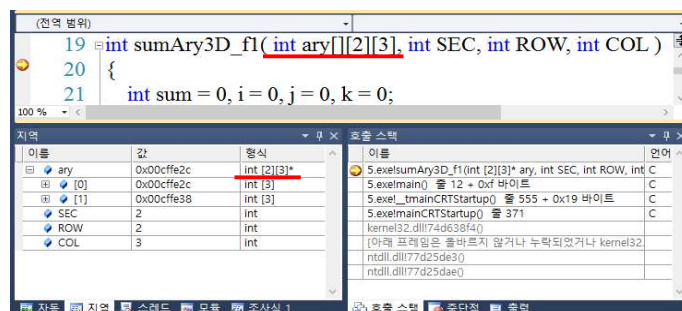 (전역 범위)
19 int sumAry3D_f1( int ary[][2][3], int SEC, int ROW, int COL )
20 {
21 int sum = 0, i = 0, j = 0, k = 0;
100 %
지역
이름 값 형식
ary 0x00cffe2c int [2][3]*
[0] 0x00cffe2c int [3]
[1] 0x00cffe38 int [3]
SEC 2 int
ROW 2 int
COL 3 int
자동 지역 스레드 모듈 조사식 1
호출 스택
이름 언어
5.exe!sumAry3D_f1(int [2][3]* ary, int SEC, int ROW, int C
5.exe!main() 줄 12 + 0xf 바이트 C
5.exe!__tmainCRTStartup() 줄 555 + 0x19 바이트 C
5.exe!mainCRTStartup() 줄 371 C
kernel32.dll!74d638f4()
[아래 프레임은 올바르지 않거나 누락되었거나 kernel32.
ntdll.dll!77d25de3()
ntdll.dll!77d25dae()
호출 스택 중단점 출력